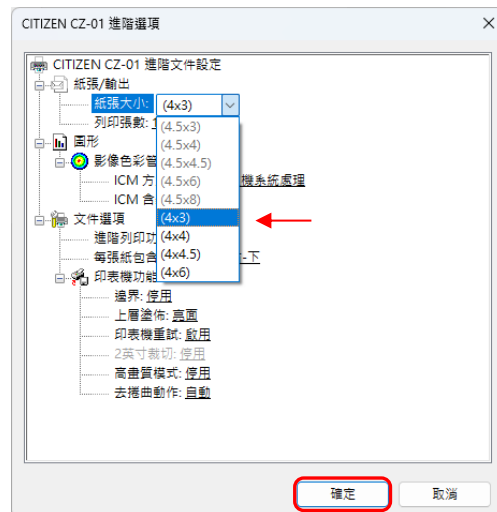 CITIZEN CZ-01 進階選項
CITIZEN CZ-01 進階文件設定
紙張/輸出
紙張大小: (4x3)
列印張數:
(4.5x3)
(4.5x4)
(4.5x4.5)
(4.5x6)
(4.5x8)
(4x3)
(4x4)
(4x4.5)
(4x6)
圖形
影像色彩管
ICM 方 機系統處理
ICM 含
文件選項
進階列印功
每張紙包含 -下
印表機功能
邊界: 停用
上層塗佈: 亮面
印表機重試: 啟用
2英寸裁切: 停用
高畫質模式: 停用
去捲曲動作: 自動
確定
取消